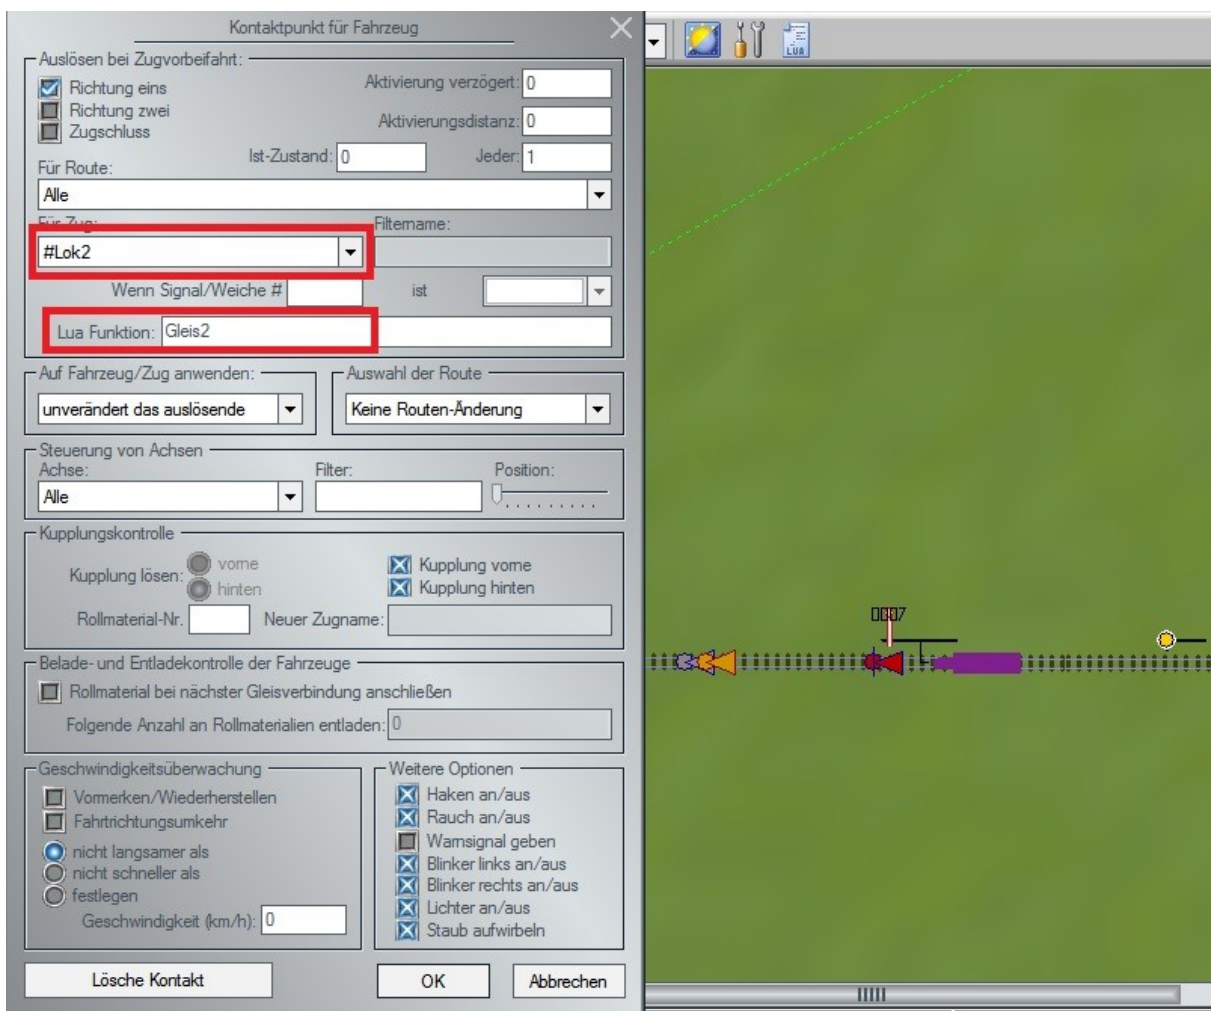 Kontaktpunkt für Fahrzeug
Auslösen bei Zugvorbeifahrt:
Richtung eins
Aktivierung verzögert: 0
Richtung zwei
Zugschluss
Aktivierungsdistanz: 0
Ist-Zustand: 0
Jeder: 1
Für Route:
Alle
Für Zug:
Filtername:
#Lok2
Wenn Signal/Weiche #
ist
Lua Funktion: Gleis2
Auf Fahrzeug/Zug anwenden:
Auswahl der Route
unverändert das auslösende
Keine Routen-Änderung
Steuerung von Achsen
Achse:
Filter:
Position:
Alle
Kupplungskontrolle
Kupplung lösen:
vorne
hinten
Kupplung vorne
Kupplung hinten
Rollmaterial-Nr.
Neuer Zugname:
Belade- und Entladekontrolle der Fahrzeuge
Rollmaterial bei nächster Gleisverbindung anschließen
Folgende Anzahl an Rollmaterialien entladen: 0
Geschwindigkeitsüberwachung
Vormerken/Wiederherstellen
Fahrtrichtungsumkehr
nicht langsamer als
nicht schneller als
festlegen
Geschwindigkeit (km/h): 0
Weitere Optionen
Haken an/aus
Rauch an/aus
Warnsignal geben
Blinker links an/aus
Blinker rechts an/aus
Lichter an/aus
Staub aufwirbeln
Lösche Kontakt
OK
Abbrechen
LUA
0007